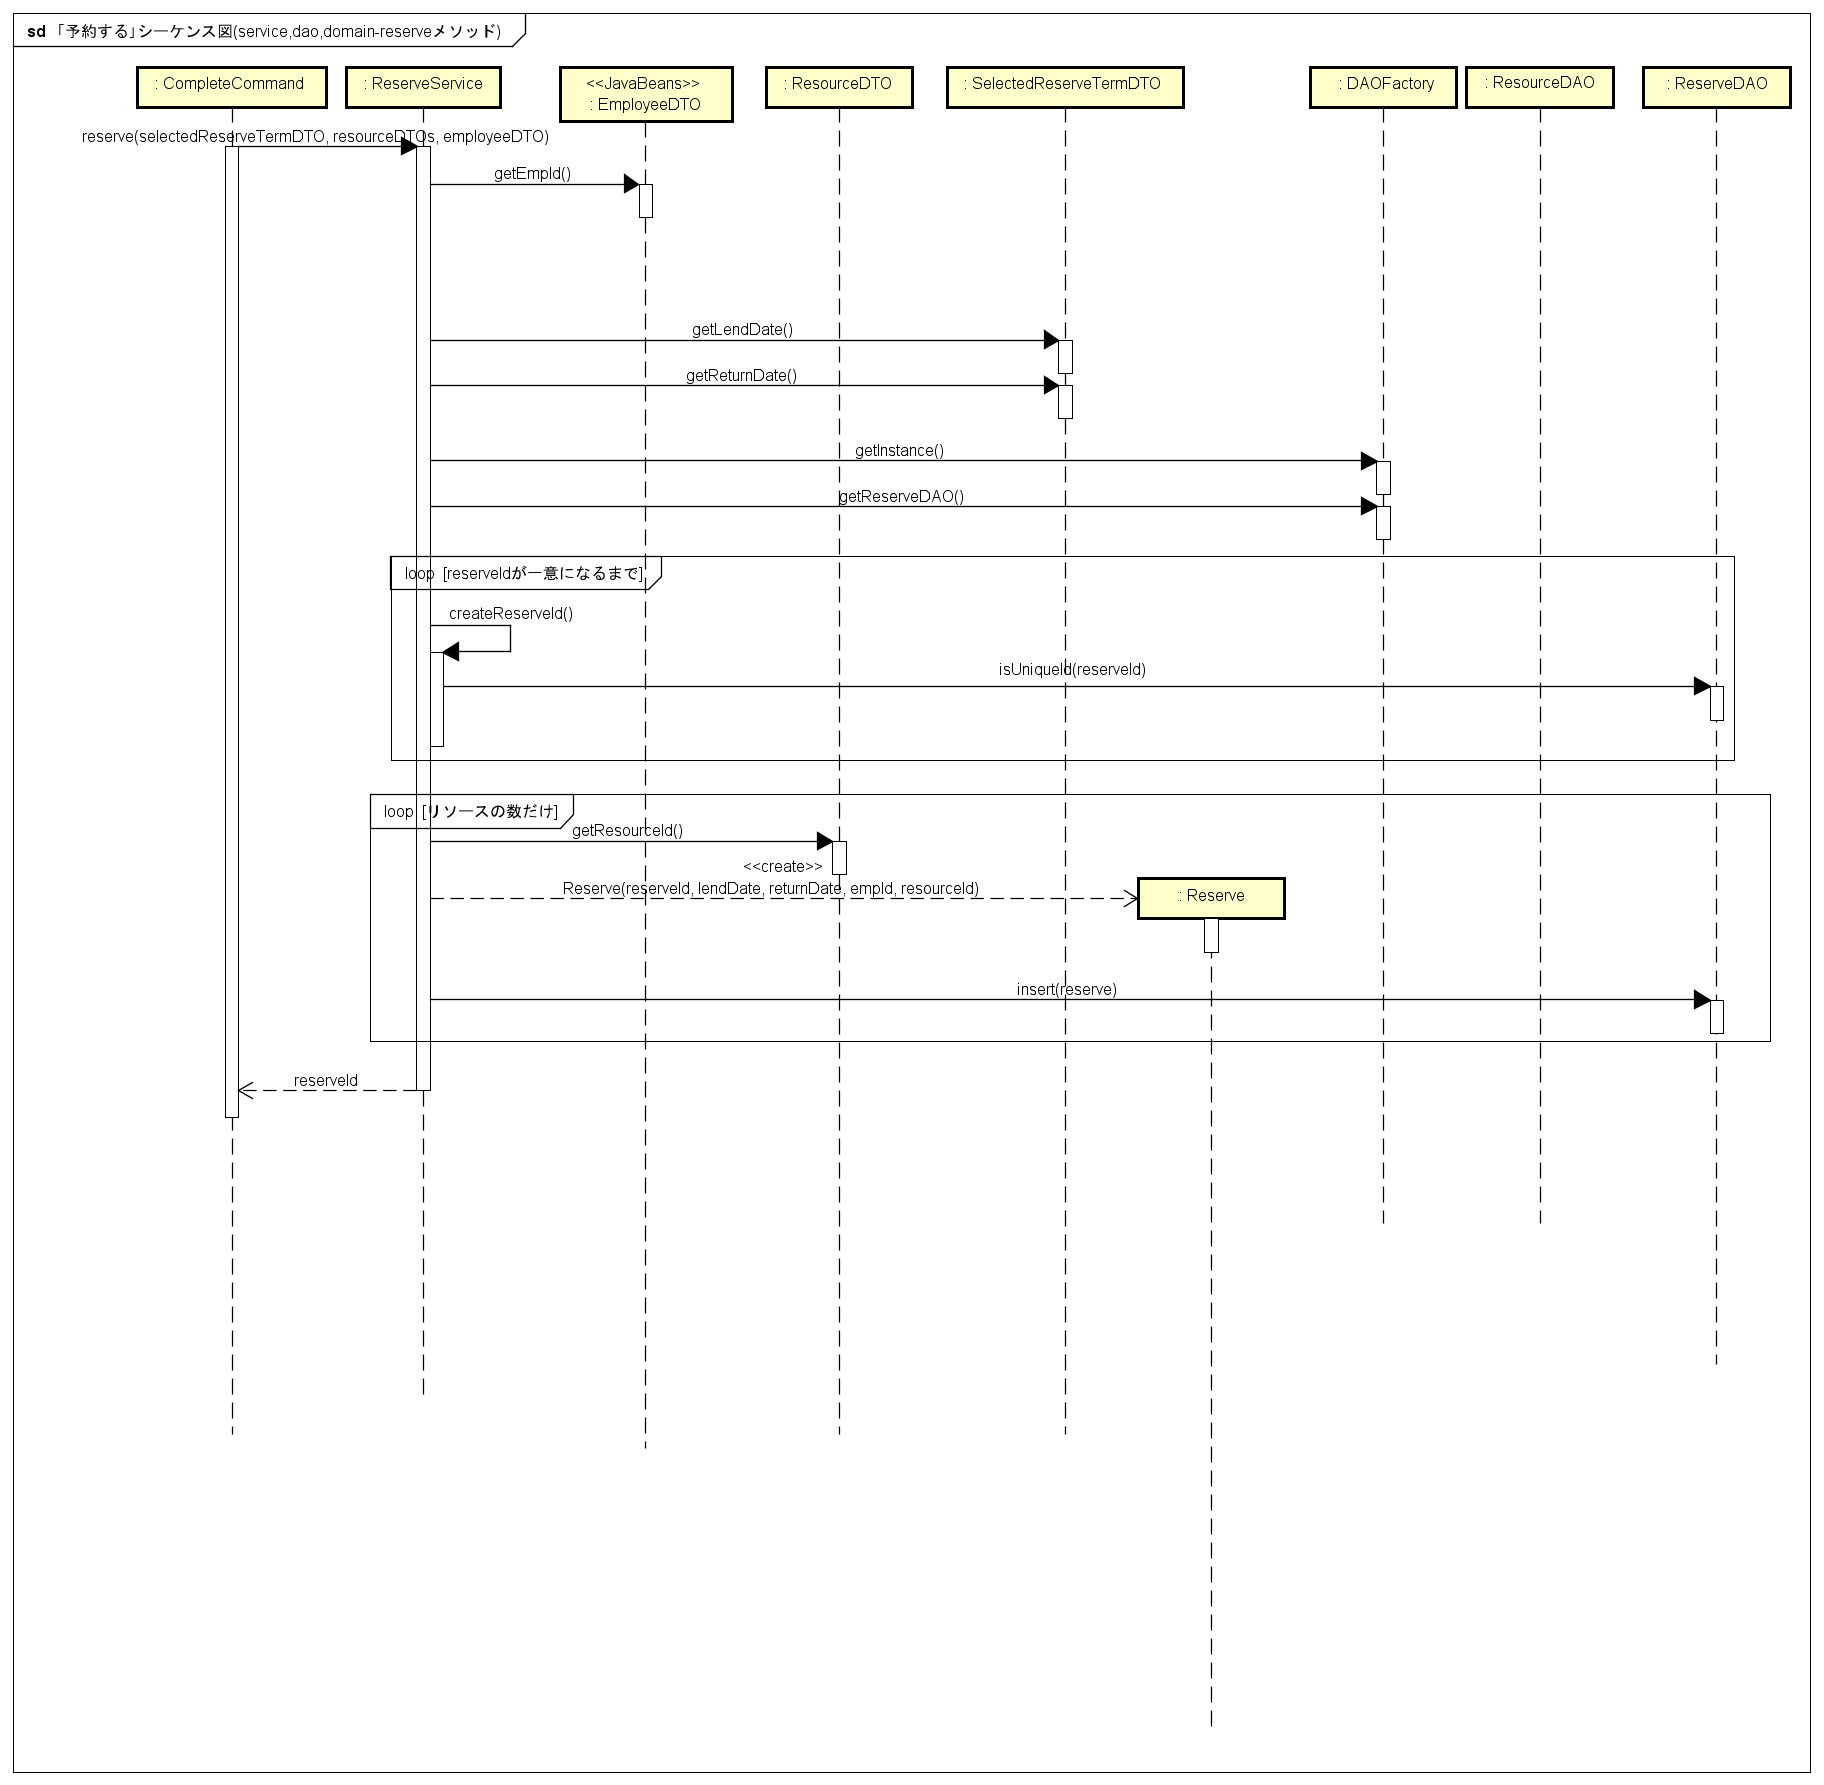 sd 「予約する」シーケンス図(service,dao,domain-reserveメソッド)
: CompleteCommand
: ReserveService
<<JavaBeans>>
: EmployeeDTO
: ResourceDTO
: SelectedReserveTermDTO
: DAOFactory
: ResourceDAO
: ReserveDAO
reserve(selectedReserveTermDTO, resourceDTOs, employeeDTO)
getEmpId()
getLendDate()
getReturnDate()
getInstance()
getReserveDAO()
loop [reserveIdが一意になるまで]
createReserveId()
isUniqueId(reserveId)
loop [リソースの数だけ]
getResourceId()
<<create>>
Reserve(reserveId, lendDate, returnDate, empId, resourceId)
: Reserve
insert(reserve)
reserveId